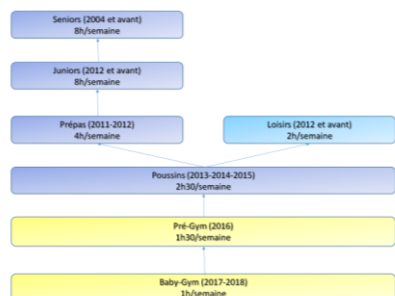 Seniors (2004 et avant)
8h/semaine
Juniors (2012 et avant)
8h/semaine
Prépas (2011-2012)
4h/semaine
Loisirs (2012 et avant)
2h/semaine
Poussins (2013-2014-2015)
2h30/semaine
Pré-Gym (2016)
1h30/semaine
Baby-Gym (2017-2018)
1h/semaine